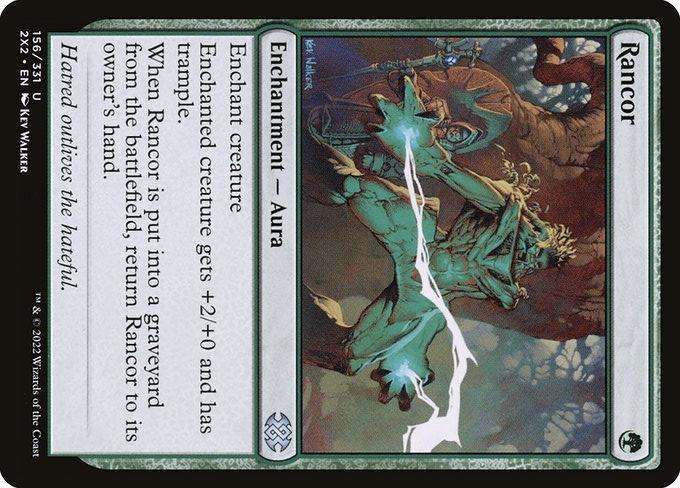 Rancor
Kev Walker
Enchantment — Aura
Enchant creature
Enchanted creature gets +2/+0 and has
trample.
When Rancor is put into a graveyard
from the battlefield, return Rancor to its
owner's hand.
Hatred outlives the hateful.
156/331 U
2X2 • EN Kev Walker
™ & © 2022 Wizards of the Coast